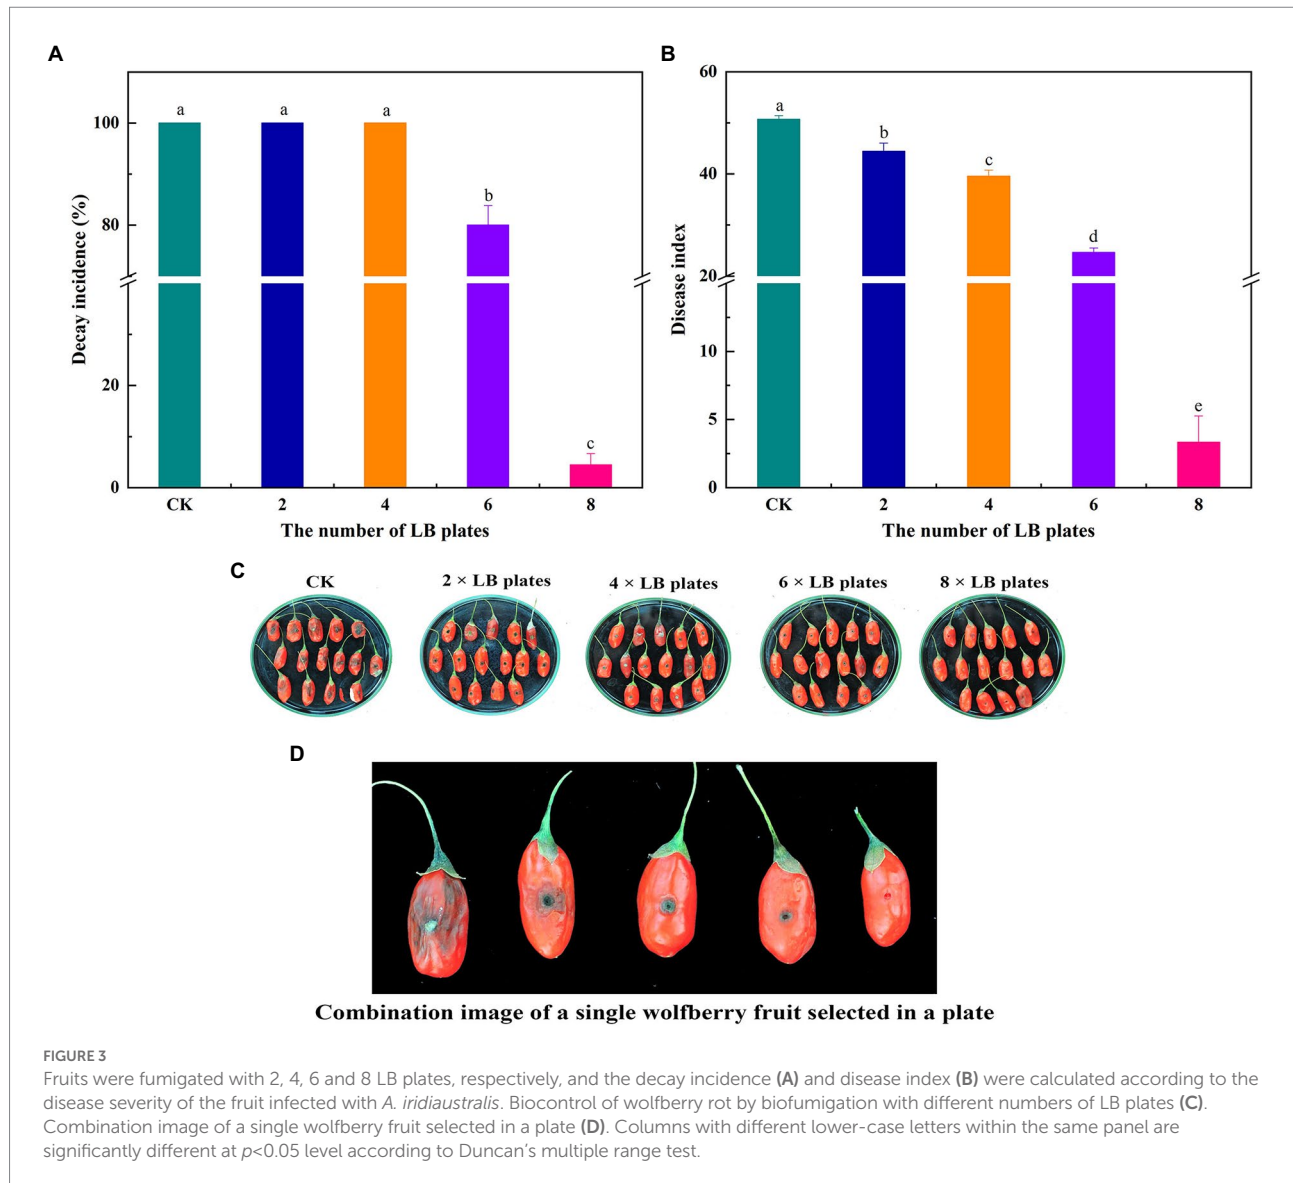 A
B
Decay incidence (%)
100
80
20
0
a
a
a
b
c
CK
2
4
6
8
The number of LB plates
Disease index
60
40
20
10
5
0
a
b
c
d
e
CK
2
4
6
8
The number of LB plates
C
CK
2 × LB plates
4 × LB plates
6 × LB plates
8 × LB plates
D
Combination image of a single wolfberry fruit selected in a plate
FIGURE 3
Fruits were fumigated with 2, 4, 6 and 8 LB plates, respectively, and the decay incidence (A) and disease index (B) were calculated according to the
disease severity of the fruit infected with A. iridiaustralis. Biocontrol of wolfberry rot by biofumigation with different numbers of LB plates (C).
Combination image of a single wolfberry fruit selected in a plate (D). Columns with different lower-case letters within the same panel are
significantly different at p<0.05 level according to Duncan’s multiple range test.